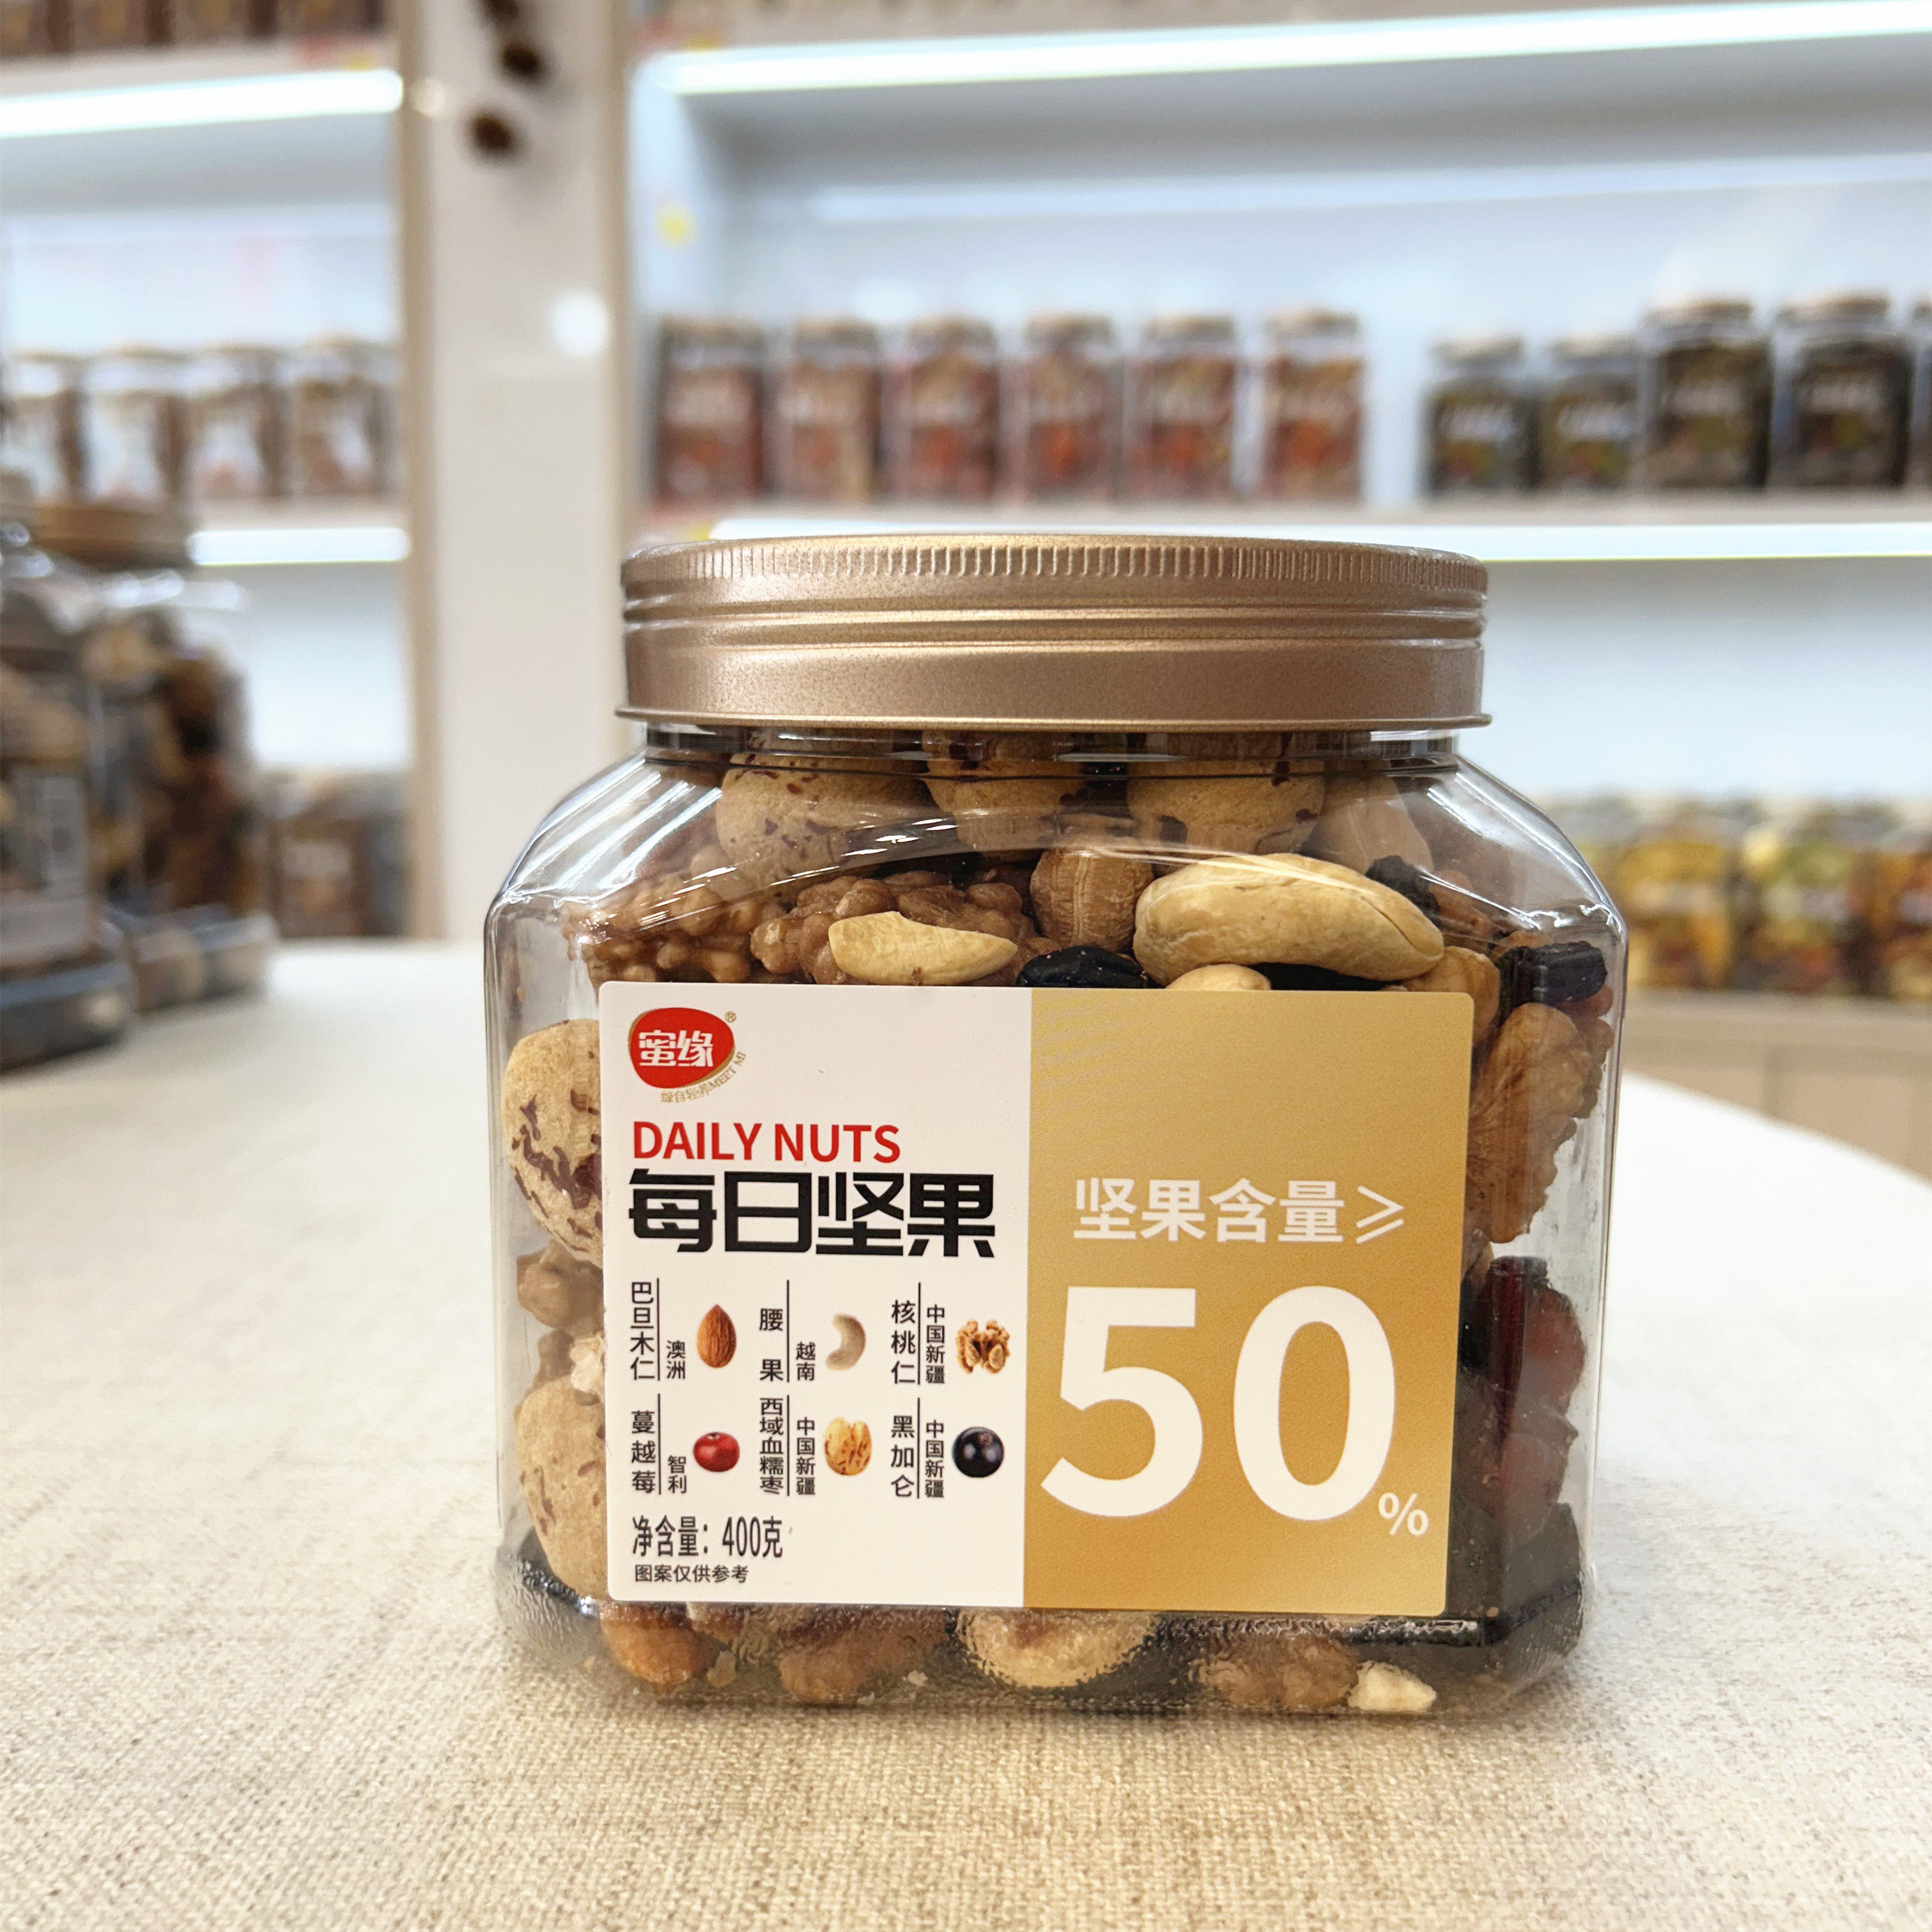 蜜缘®
MEET MI
DAILY NUTS
每日坚果
巴旦木仁 澳洲
腰果 越南
核桃仁 中国新疆
蔓越莓 智利
西域血糯枣 中国新疆
黑加仑 中国新疆
净含量：400克
图案仅供参考
坚果含量≥
50%